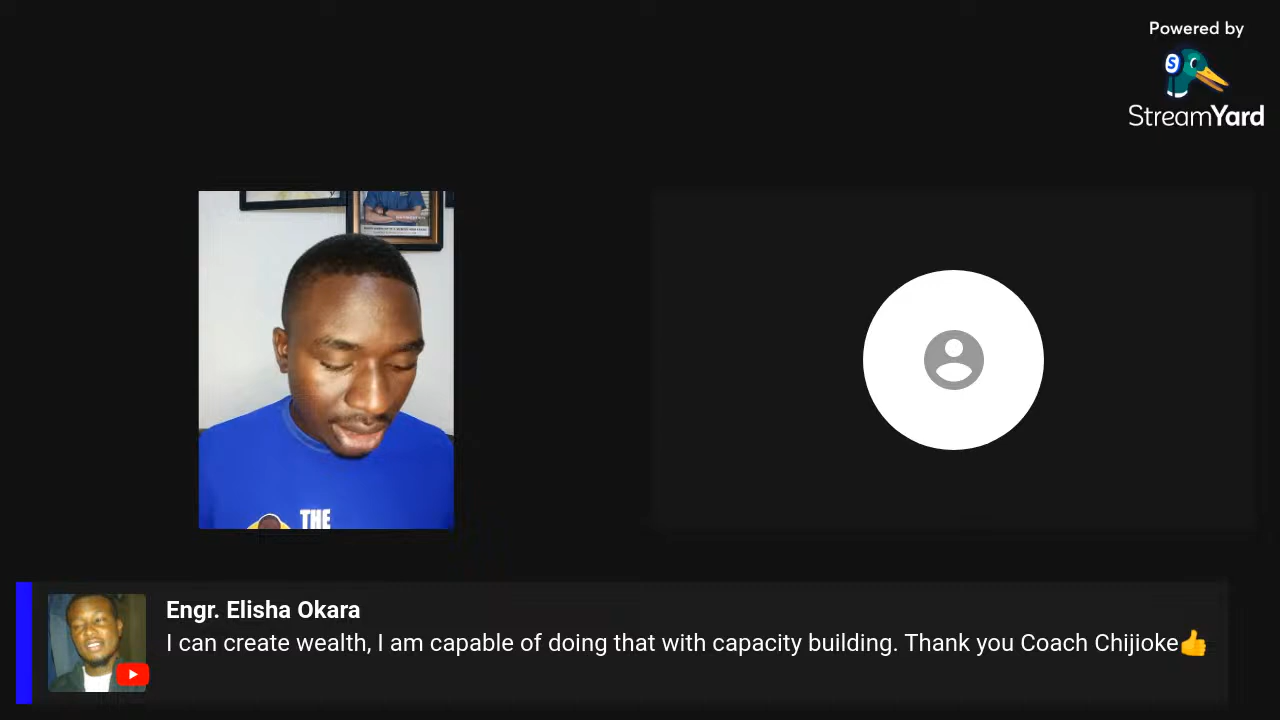 Powered by
StreamYard
THE
Engr. Elisha Okara
I can create wealth, I am capable of doing that with capacity building. Thank you Coach Chijioke👍